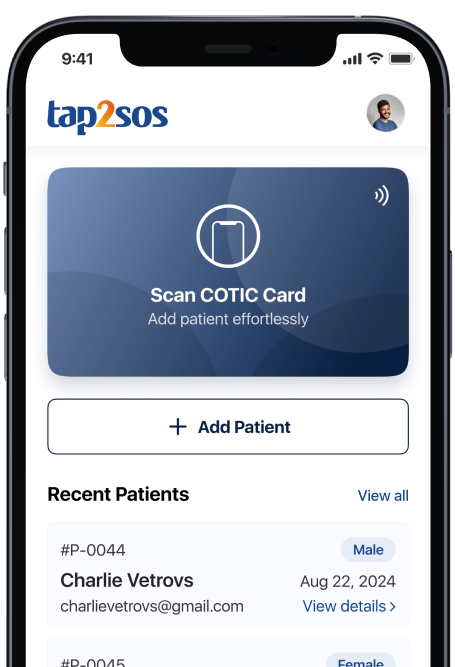 9:41
tap2sos
Scan COTIC Card
Add patient effortlessly
+ Add Patient
Recent Patients
View all
#P-0044
Male
Charlie Vetrovs
Aug 22, 2024
charlievetrovs@gmail.com
View details >
#P-0045
Female